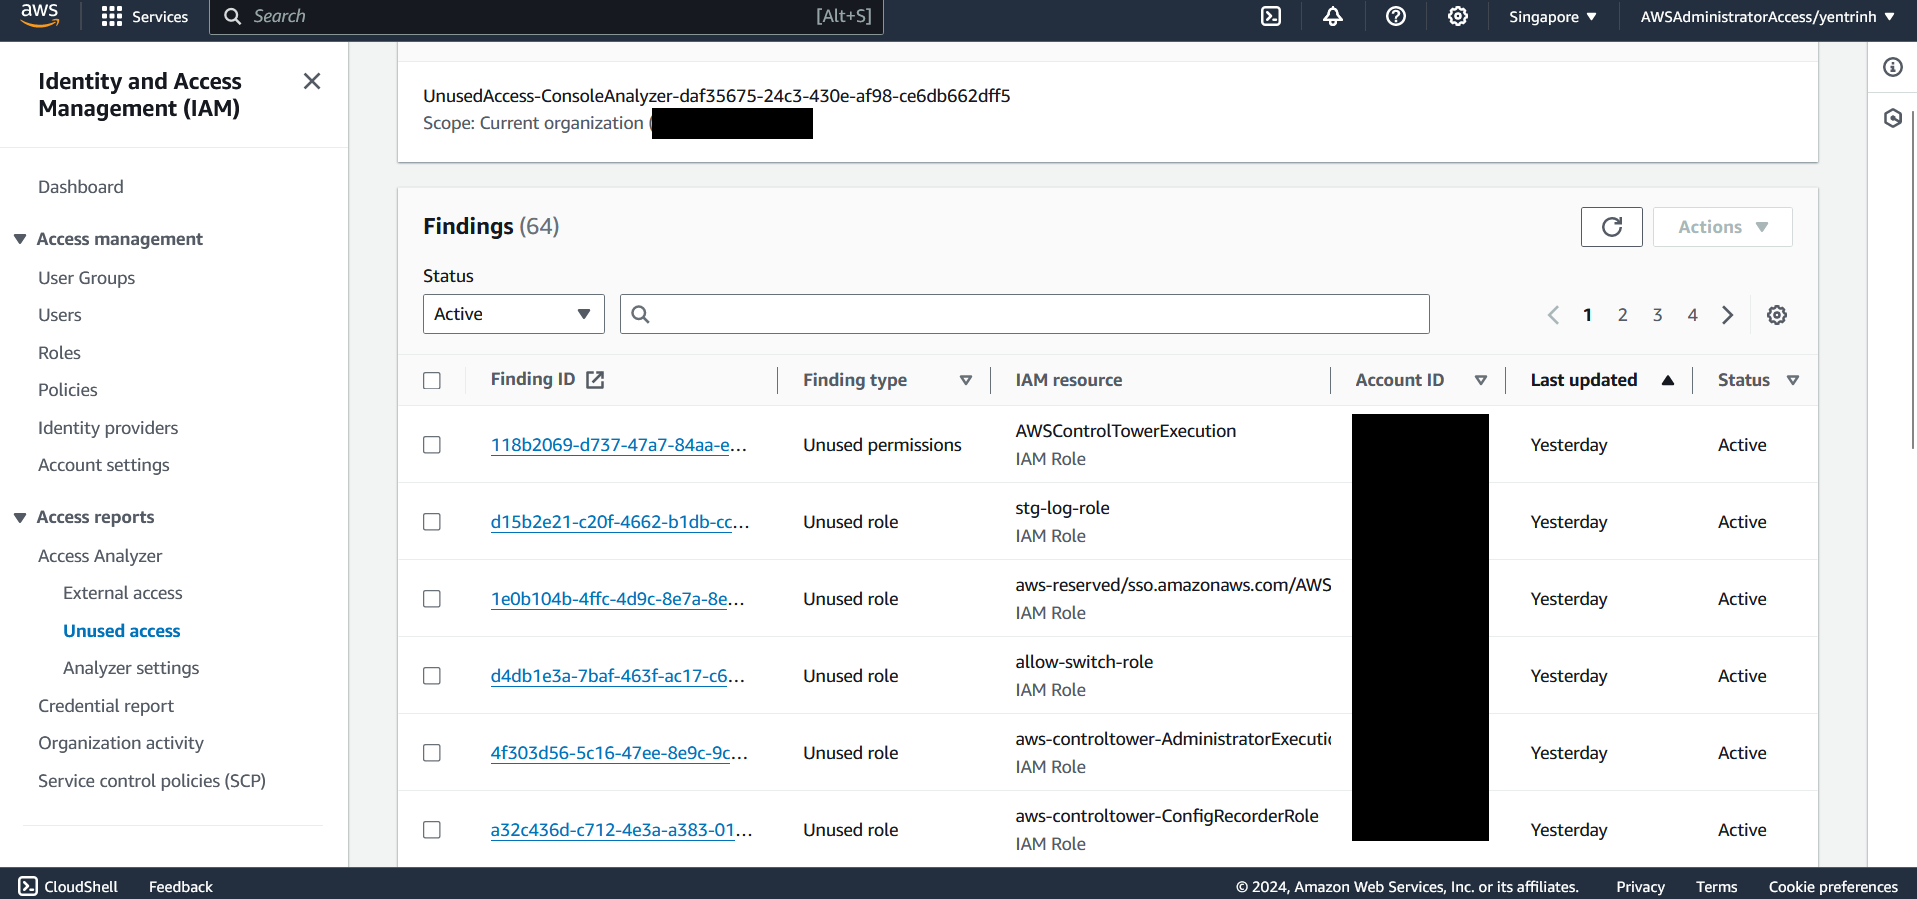 aws
Services
Search
[Alt+S]
Singapore
AWSAdministratorAccess/yentrinh
Identity and Access
Management (IAM)
Dashboard
Access management
User Groups
Users
Roles
Policies
Identity providers
Account settings
Access reports
Access Analyzer
External access
Unused access
Analyzer settings
Credential report
Organization activity
Service control policies (SCP)
UnusedAccess-ConsoleAnalyzer-daf35675-24c3-430e-af98-ce6db662dff5
Scope: Current organization (
Findings (64)
Actions
Status
Active
1 2 3 4
Finding ID Finding type IAM resource Account ID Last updated Status
118b2069-d737-47a7-84aa-e... Unused permissions AWSControlTowerExecution Yesterday Active
IAM Role
d15b2e21-c20f-4662-b1db-cc... Unused role stg-log-role Yesterday Active
IAM Role
1e0b104b-4ffc-4d9c-8e7a-8e... Unused role aws-reserved/sso.amazonaws.com/AWS Yesterday Active
IAM Role
d4db1e3a-7baf-463f-ac17-c6... Unused role allow-switch-role Yesterday Active
IAM Role
4f303d56-5c16-47ee-8e9c-9c... Unused role aws-controltower-AdministratorExecutio Yesterday Active
IAM Role
a32c436d-c712-4e3a-a383-01... Unused role aws-controltower-ConfigRecorderRole Yesterday Active
IAM Role
CloudShell Feedback © 2024, Amazon Web Services, Inc. or its affiliates. Privacy Terms Cookie preferences